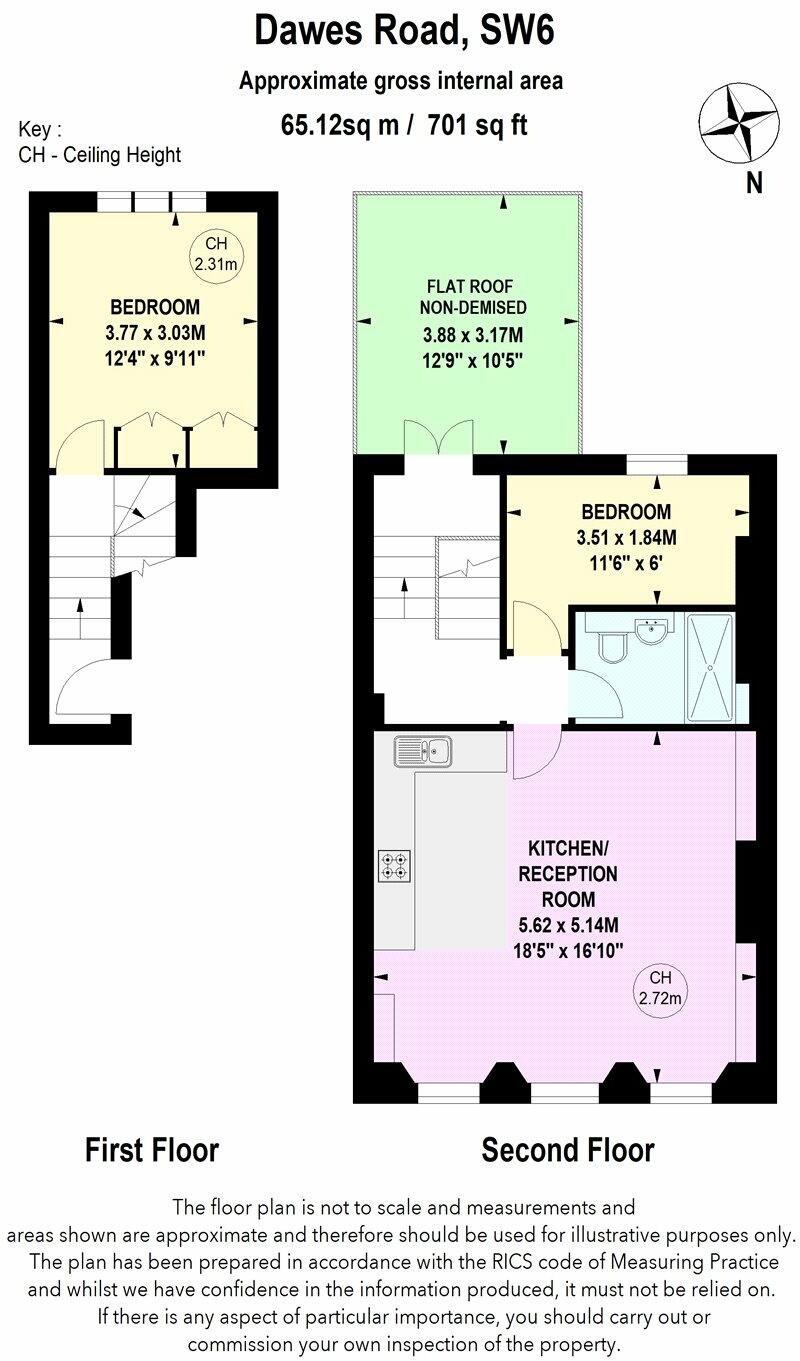 Dawes Road, SW6
Approximate gross internal area
65.12sq m / 701 sq ft
Key :
CH - Ceiling Height
N
CH
2.31m
BEDROOM
3.77 x 3.03M
12'4" x 9'11"
FLAT ROOF
NON-DEMISED
3.88 x 3.17M
12'9" x 10'5"
BEDROOM
3.51 x 1.84M
11'6" x 6'
KITCHEN/
RECEPTION
ROOM
5.62 x 5.14M
18'5" x 16'10"
CH
2.72m
First Floor
Second Floor
The floor plan is not to scale and measurements and
areas shown are approximate and therefore should be used for illustrative purposes only.
The plan has been prepared in accordance with the RICS code of Measuring Practice
and whilst we have confidence in the information produced, it must not be relied on.
If there is any aspect of particular importance, you should carry out or
commission your own inspection of the property.